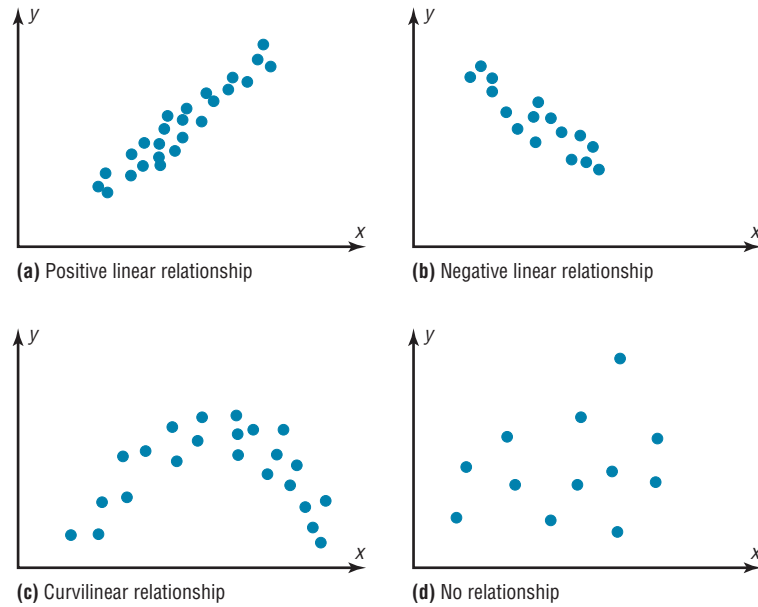 y
x
(a) Positive linear relationship
y
x
(b) Negative linear relationship
y
x
(c) Curvilinear relationship
y
x
(d) No relationship